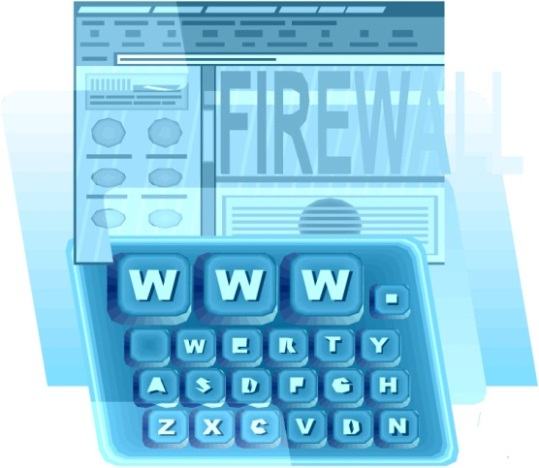 FIREWALL
W W W .
W E R T Y
A S D F G H
Z X C V D N